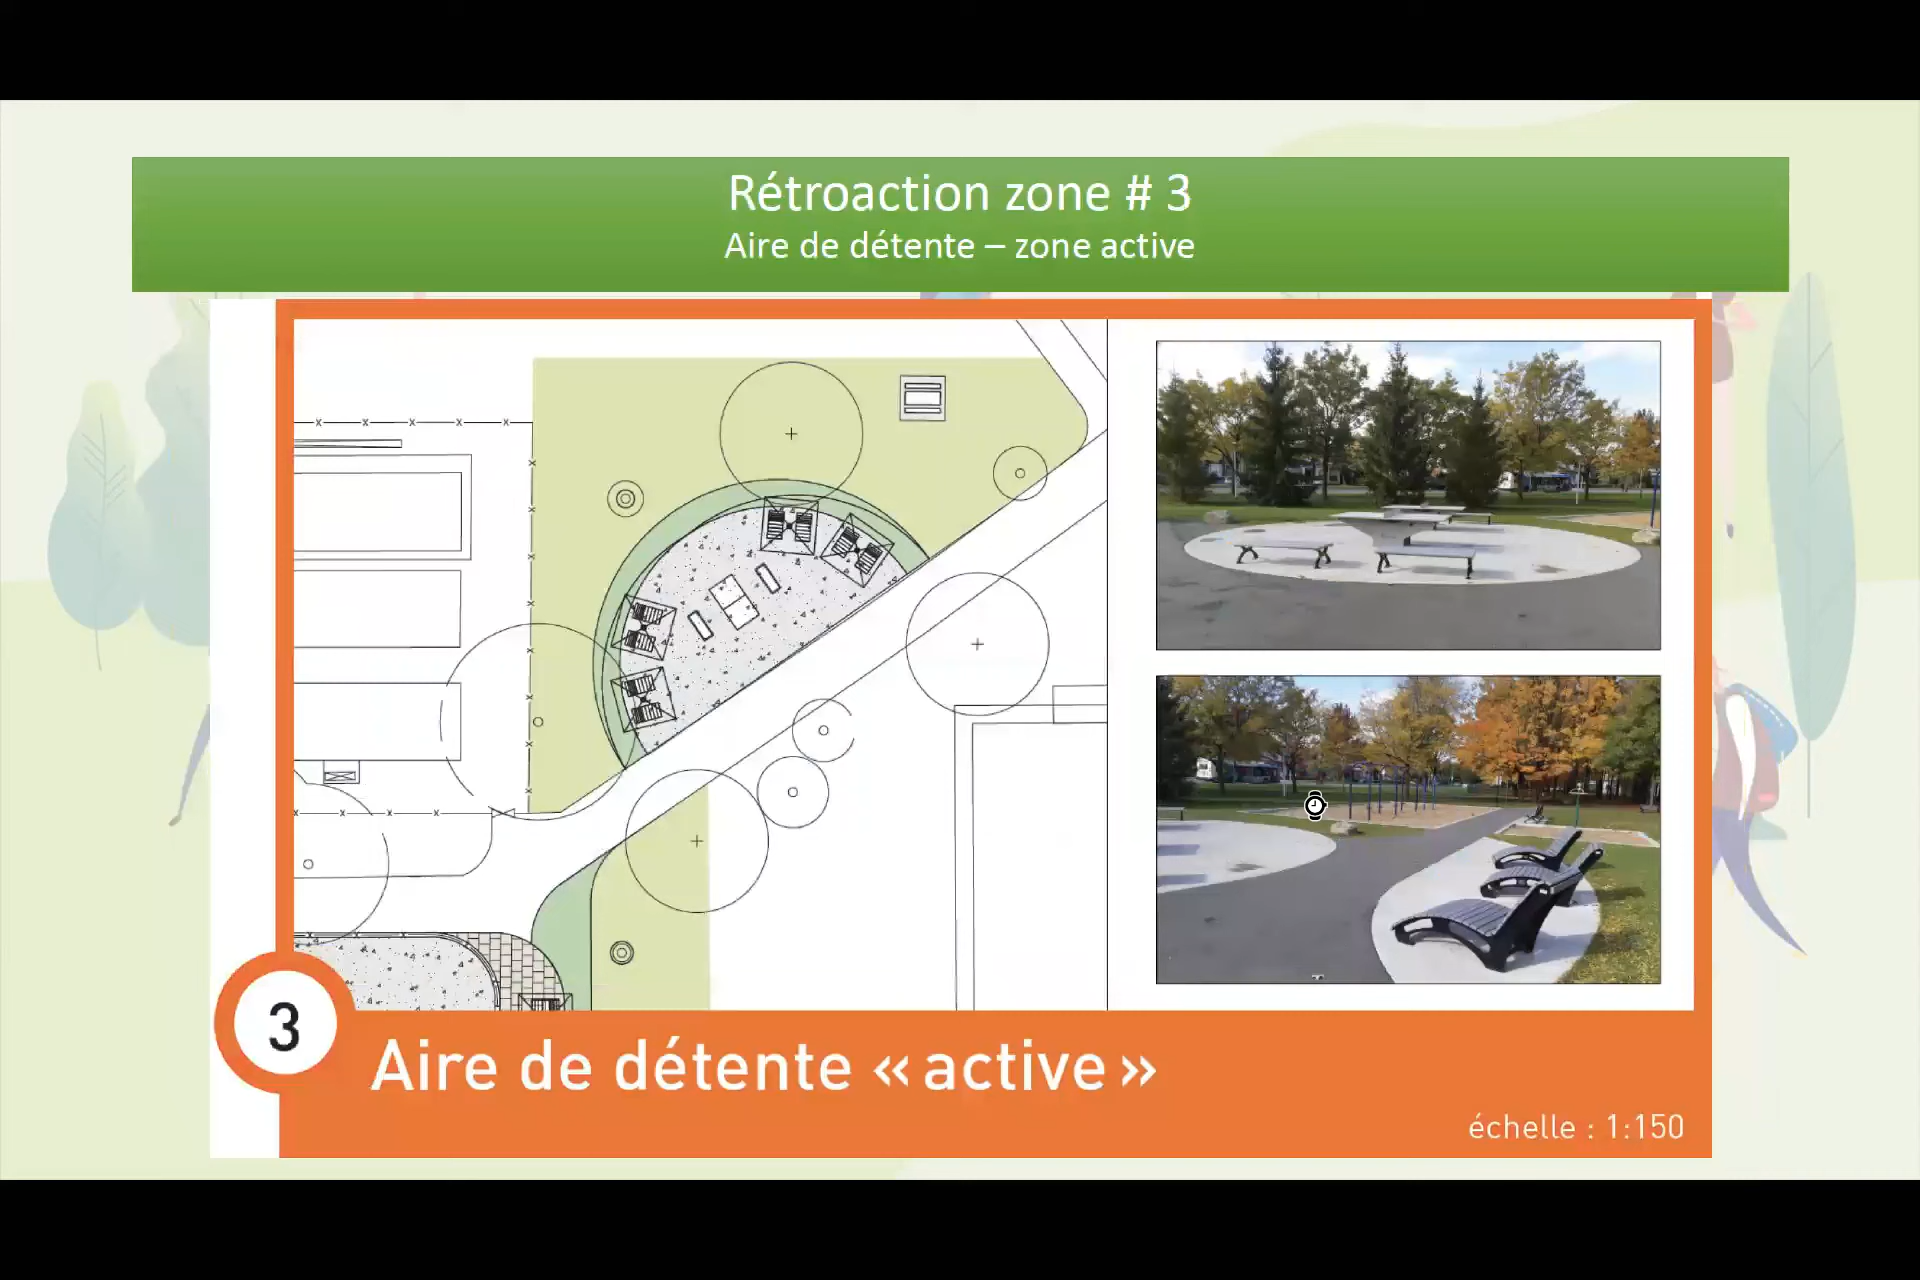 Rétroaction zone # 3
Aire de détente – zone active
3
Aire de détente « active »
échelle : 1:150